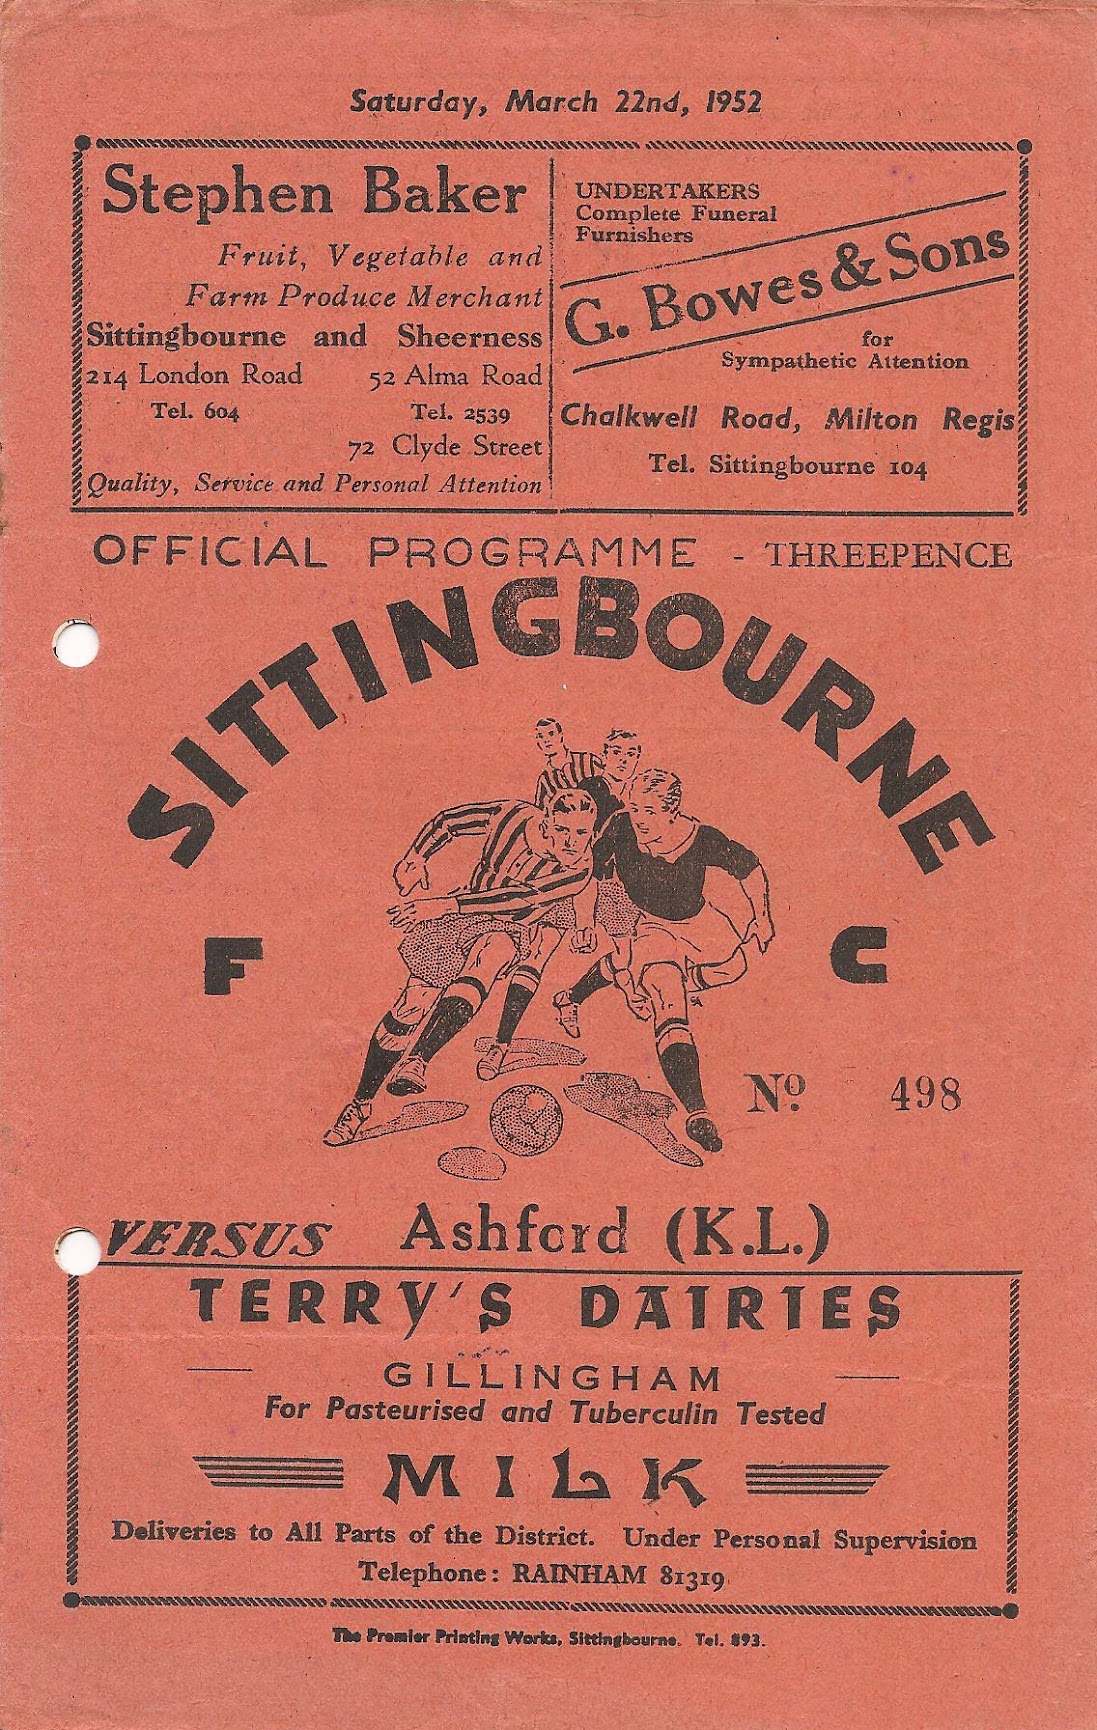 Saturday, March 22nd, 1952
Stephen Baker
Fruit, Vegetable and
Farm Produce Merchant
Sittingbourne and Sheerness
214 London Road 52 Alma Road
Tel. 604 Tel. 2539
72 Clyde Street
Quality, Service and Personal Attention
UNDERTAKERS
Complete Funeral
Furnishers
G. Bowes & Sons
for
Sympathetic Attention
Chalkwell Road, Milton Regis
Tel. Sittingbourne 104
OFFICIAL PROGRAMME - THREEPENCE
SITTINGBOURNE
F C
Nº 498
VERSUS Ashford (K.L.)
TERRY'S DAIRIES
GILLINGHAM
For Pasteurised and Tuberculin Tested
MILK
Deliveries to All Parts of the District. Under Personal Supervision
Telephone: RAINHAM 81319
The Premier Printing Works, Sittingbourne. Tel. 893.